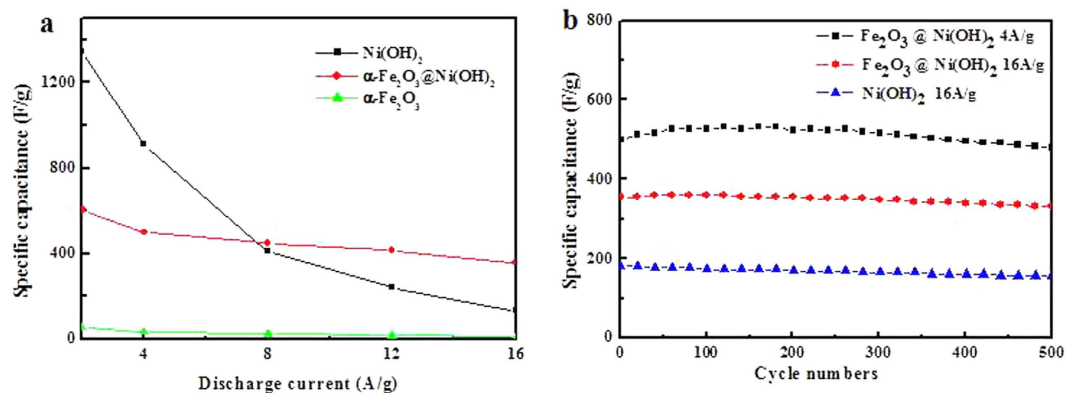 a
Specific capacitance (F/g)
1200
800
400
0
4
8
12
16
Discharge current (A/g)
Ni(OH)₂
α-Fe₂O₃@Ni(OH)₂
α-Fe₂O₃
b
Specific capacitance (F/g)
800
600
400
200
0
0
100
200
300
400
500
Cycle numbers
Fe₂O₃ @ Ni(OH)₂ 4A/g
Fe₂O₃ @ Ni(OH)₂ 16A/g
Ni(OH)₂ 16A/g